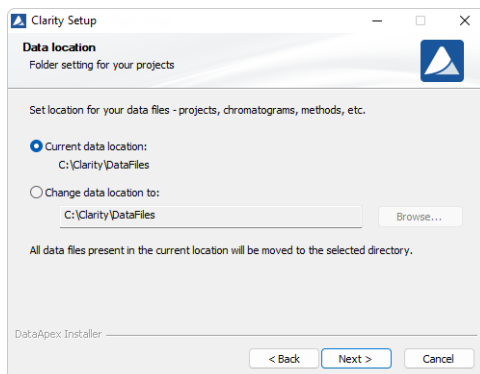 Clarity Setup
Data location
Folder setting for your projects
Set location for your data files - projects, chromatograms, methods, etc.
Current data location:
C:\Clarity\DataFiles
Change data location to:
C:\Clarity\DataFiles
Browse...
All data files present in the current location will be moved to the selected directory.
DataApex Installer
< Back
Next >
Cancel